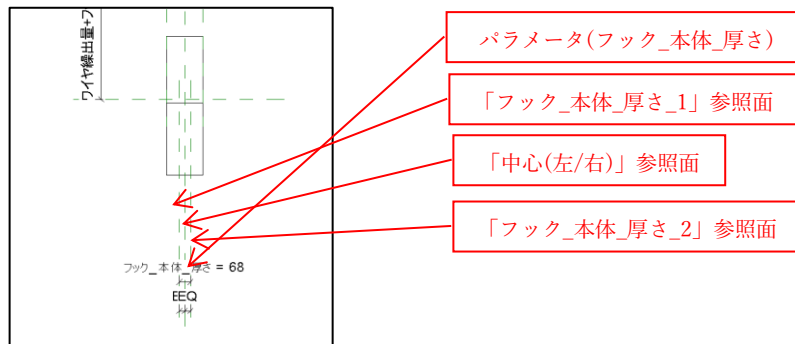 ワイヤ繰出量+フ
パラメータ(フック_本体_厚さ)
「フック_本体_厚さ_1」参照面
「中心(左/右)」参照面
「フック_本体_厚さ_2」参照面
フック_本体_厚さ = 68
EEQ